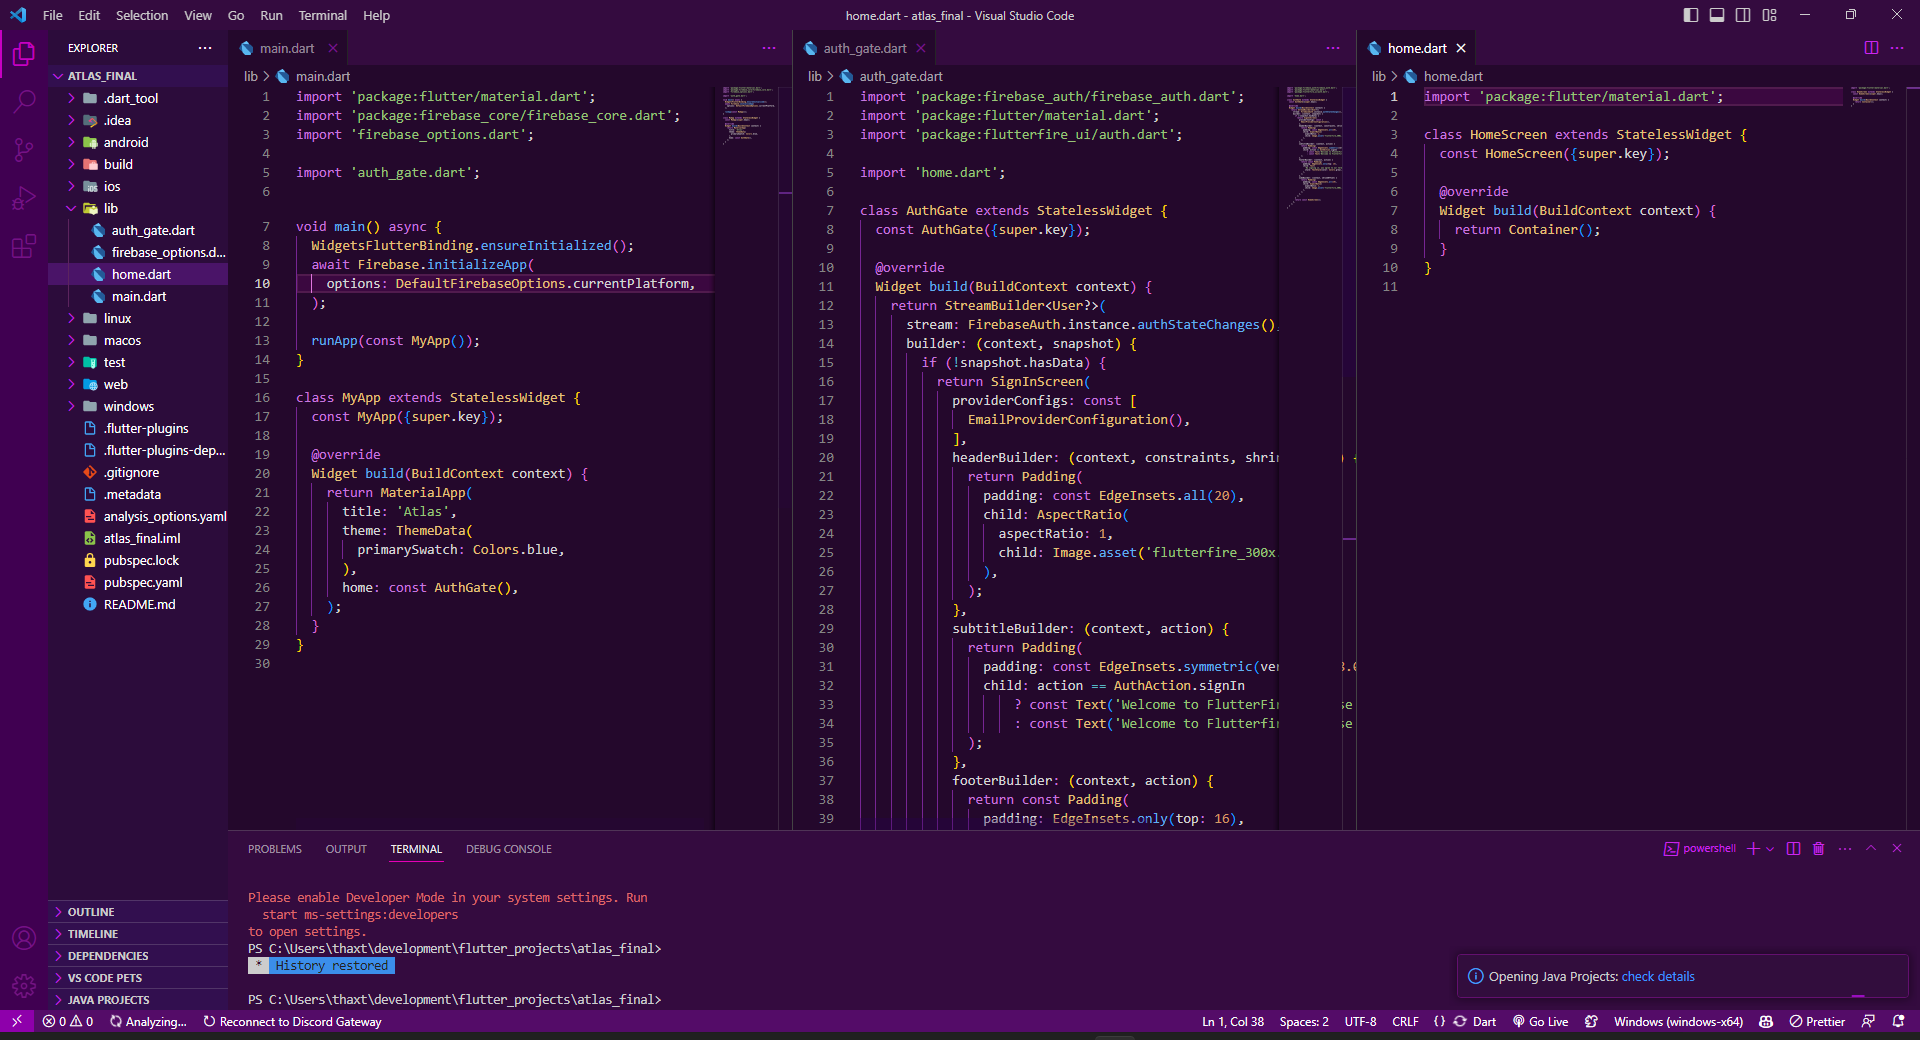 File Edit Selection View Go Run Terminal Help
home.dart - atlas_final - Visual Studio Code
EXPLORER
ATLAS_FINAL
.dart_tool
.idea
android
build
ios
lib
auth_gate.dart
firebase_options.d...
home.dart
main.dart
linux
macos
test
web
windows
.flutter-plugins
.flutter-plugins-dep...
.gitignore
.metadata
analysis_options.yaml
atlas_final.iml
pubspec.lock
pubspec.yaml
README.md
OUTLINE
TIMELINE
DEPENDENCIES
VS CODE PETS
JAVA PROJECTS
main.dart
lib > main.dart
1 import 'package:flutter/material.dart';
2 import 'package:firebase_core/firebase_core.dart';
3 import 'firebase_options.dart';
4
5 import 'auth_gate.dart';
6
7 void main() async {
8 WidgetsFlutterBinding.ensureInitialized();
9 await Firebase.initializeApp(
10 options: DefaultFirebaseOptions.currentPlatform,
11 );
12
13 runApp(const MyApp());
14 }
15
16 class MyApp extends StatelessWidget {
17 const MyApp({super.key});
18
19 @override
20 Widget build(BuildContext context) {
21 return MaterialApp(
22 title: 'Atlas',
23 theme: ThemeData(
24 primarySwatch: Colors.blue,
25 ),
26 home: const AuthGate(),
27 );
28 }
29 }
30
auth_gate.dart
lib > auth_gate.dart
1 import 'package:firebase_auth/firebase_auth.dart';
2 import 'package:flutter/material.dart';
3 import 'package:flutterfire_ui/auth.dart';
4
5 import 'home.dart';
6
7 class AuthGate extends StatelessWidget {
8 const AuthGate({super.key});
9
10 @override
11 Widget build(BuildContext context) {
12 return StreamBuilder<User?>(
13 stream: FirebaseAuth.instance.authStateChanges(),
14 builder: (context, snapshot) {
15 if (!snapshot.hasData) {
16 return SignInScreen(
17 providerConfigs: const [
18 EmailProviderConfiguration(),
19 ],
20 headerBuilder: (context, constraints, shrin ) {
21 return Padding(
22 padding: const EdgeInsets.all(20),
23 child: AspectRatio(
24 aspectRatio: 1,
25 child: Image.asset('flutterfire_300x
26 ),
27 );
28 },
29 subtitleBuilder: (context, action) {
30 return Padding(
31 padding: const EdgeInsets.symmetric(ver 8.0
32 child: action == AuthAction.signIn
33 ? const Text('Welcome to FlutterFi se
34 : const Text('Welcome to Flutterfi se
35 );
36 },
37 footerBuilder: (context, action) {
38 return const Padding(
39 padding: EdgeInsets.only(top: 16),
home.dart
lib > home.dart
1 import 'package:flutter/material.dart';
2
3 class HomeScreen extends StatelessWidget {
4 const HomeScreen({super.key});
5
6 @override
7 Widget build(BuildContext context) {
8 return Container();
9 }
10 }
11
PROBLEMS OUTPUT TERMINAL DEBUG CONSOLE
powershell
Please enable Developer Mode in your system settings. Run
start ms-settings:developers
to open settings.
PS C:\Users\thaxt\development\flutter_projects\atlas_final>
* History restored
PS C:\Users\thaxt\development\flutter_projects\atlas_final>
Opening Java Projects: check details
0 0 Analyzing... Reconnect to Discord Gateway
Ln 1, Col 38 Spaces: 2 UTF-8 CRLF {} Dart Go Live Windows (windows-x64) Prettier